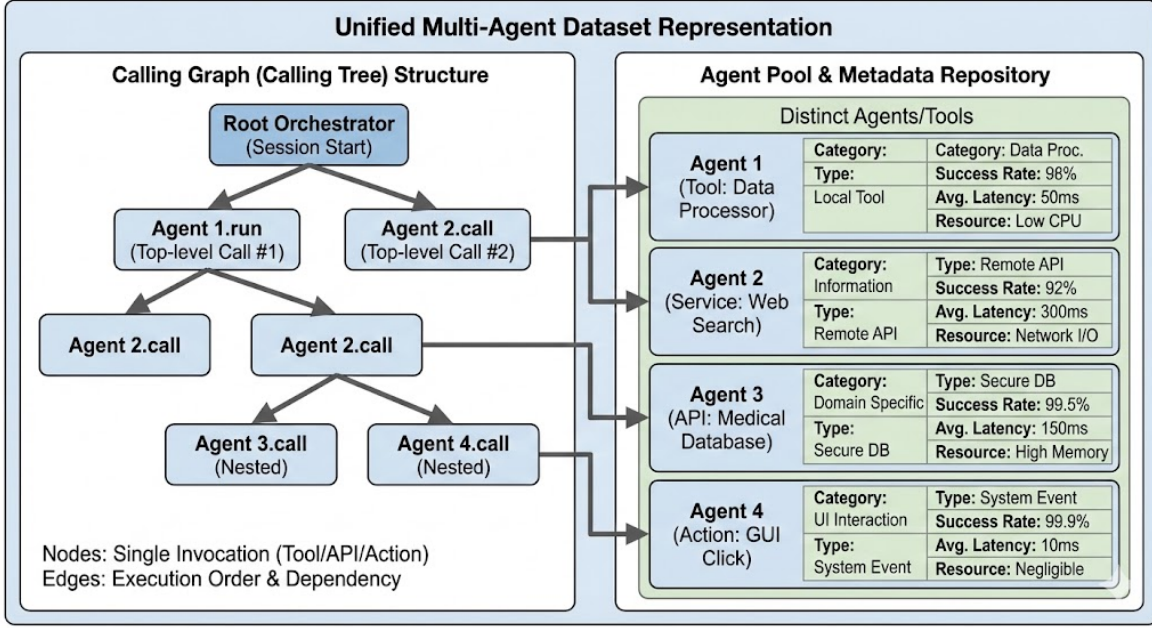 Unified Multi-Agent Dataset Representation
Calling Graph (Calling Tree) Structure
Root Orchestrator
(Session Start)
Agent 1.run
(Top-level Call #1)
Agent 2.call
(Top-level Call #2)
Agent 2.call
Agent 2.call
Agent 3.call
(Nested)
Agent 4.call
(Nested)
Nodes: Single Invocation (Tool/API/Action)
Edges: Execution Order & Dependency
Agent Pool & Metadata Repository
Distinct Agents/Tools
Agent 1
(Tool: Data
Processor)
Category:
Type:
Local Tool
Category: Data Proc.
Success Rate: 98%
Avg. Latency: 50ms
Resource: Low CPU
Agent 2
(Service: Web
Search)
Category:
Information
Type:
Remote API
Type: Remote API
Success Rate: 92%
Avg. Latency: 300ms
Resource: Network I/O
Agent 3
(API: Medical
Database)
Category:
Domain Specific
Type:
Secure DB
Type: Secure DB
Success Rate: 99.5%
Avg. Latency: 150ms
Resource: High Memory
Agent 4
(Action: GUI
Click)
Category:
UI Interaction
Type:
System Event
Type: System Event
Success Rate: 99.9%
Avg. Latency: 10ms
Resource: Negligible